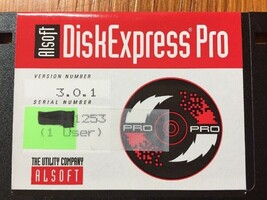 Alsoft
DiskExpress® Pro
VERSION NUMBER
3.0.1
SERIAL NUMBER
1253
(1 User)
PRO
PRO
THE UTILITY COMPANY
ALSOFT